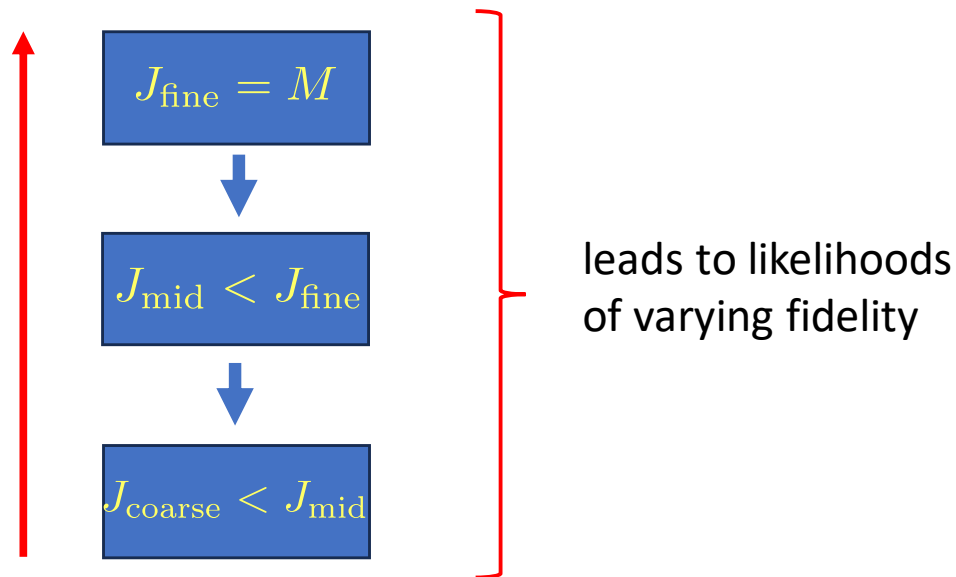 J_fine = M
J_mid < J_fine
J_coarse < J_mid
leads to likelihoods
of varying fidelity